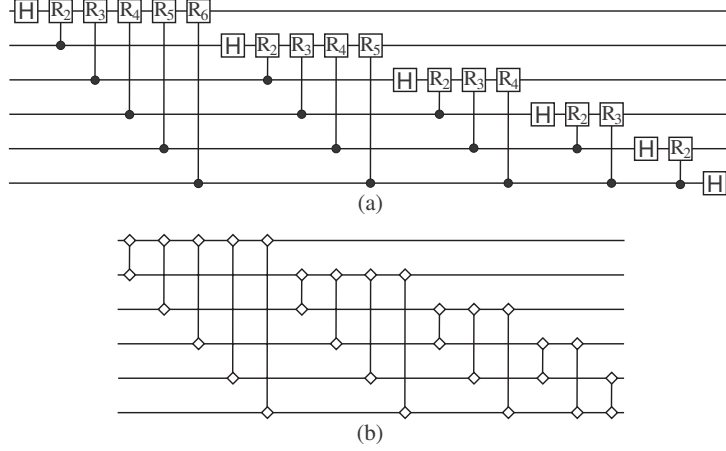 H R₂ R₃ R₄ R₅ R₆
H R₂ R₃ R₄ R₅
H R₂ R₃ R₄
H R₂ R₃
H R₂
H
(a)
(b)